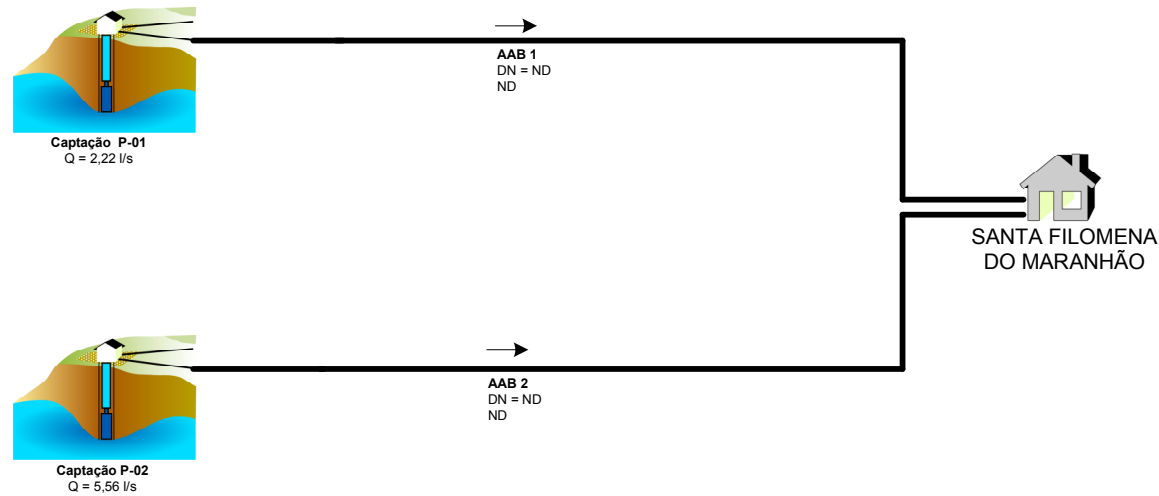 AAB 1
DN = ND
ND
Captação P-01
Q = 2,22 l/s
SANTA FILOMENA
DO MARANHÃO
AAB 2
DN = ND
ND
Captação P-02
Q = 5,56 l/s